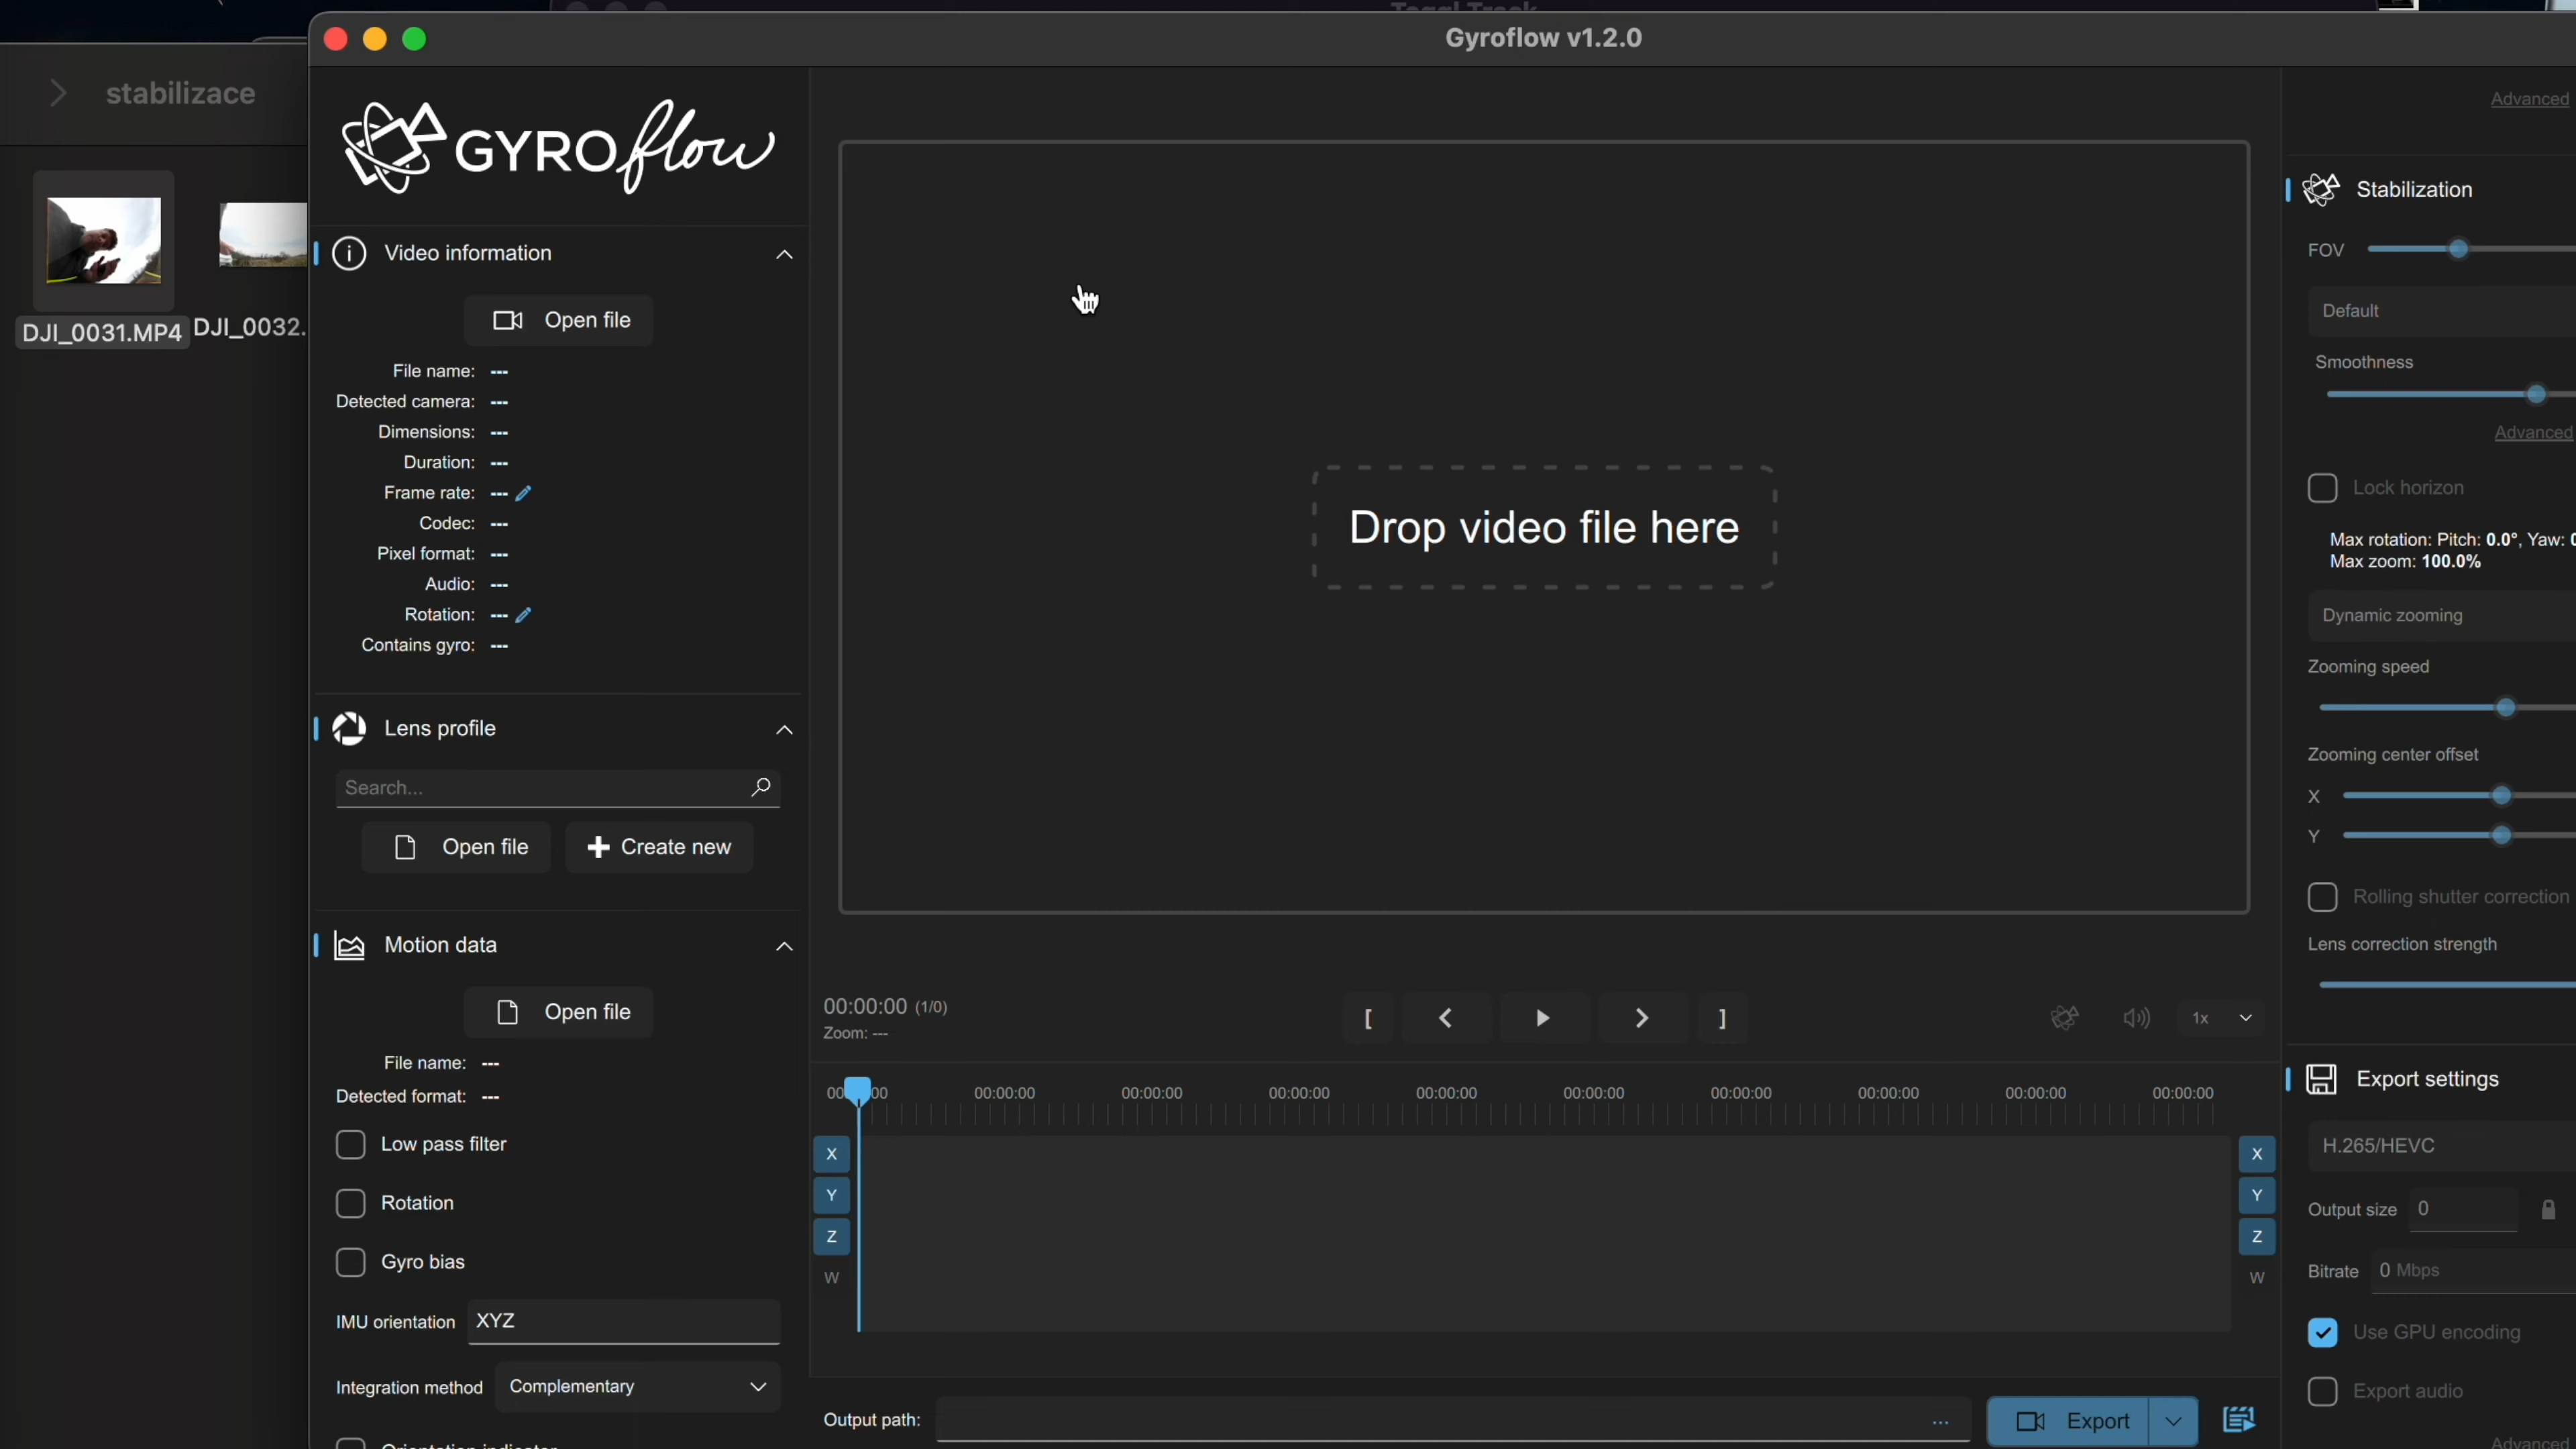 Gyroflow v1.2.0
stabilizace
DJI_0031.MP4
DJI_0032.
GYROflow
Video information
Open file
File name: ---
Detected camera: ---
Dimensions: ---
Duration: ---
Frame rate: ---
Codec: ---
Pixel format: ---
Audio: ---
Rotation: ---
Contains gyro: ---
Lens profile
Search...
Open file
Create new
Motion data
Open file
File name: ---
Detected format: ---
Low pass filter
Rotation
Gyro bias
IMU orientation XYZ
Integration method Complementary
Drop video file here
00:00:00 (1/0)
Zoom: ---
[
]
1x
00:00:00 00:00:00 00:00:00 00:00:00 00:00:00 00:00:00 00:00:00 00:00:00 00:00:00
X
Y
Z
W
X
Y
Z
W
Output path:
...
Export
Advanced
Stabilization
FOV
Default
Smoothness
Advanced
Lock horizon
Max rotation: Pitch: 0.0°, Yaw:
Max zoom: 100.0%
Dynamic zooming
Zooming speed
Zooming center offset
X
Y
Rolling shutter correction
Lens correction strength
Export settings
H.265/HEVC
Output size 0
Bitrate 0 Mbps
Use GPU encoding
Export audio
Advanced